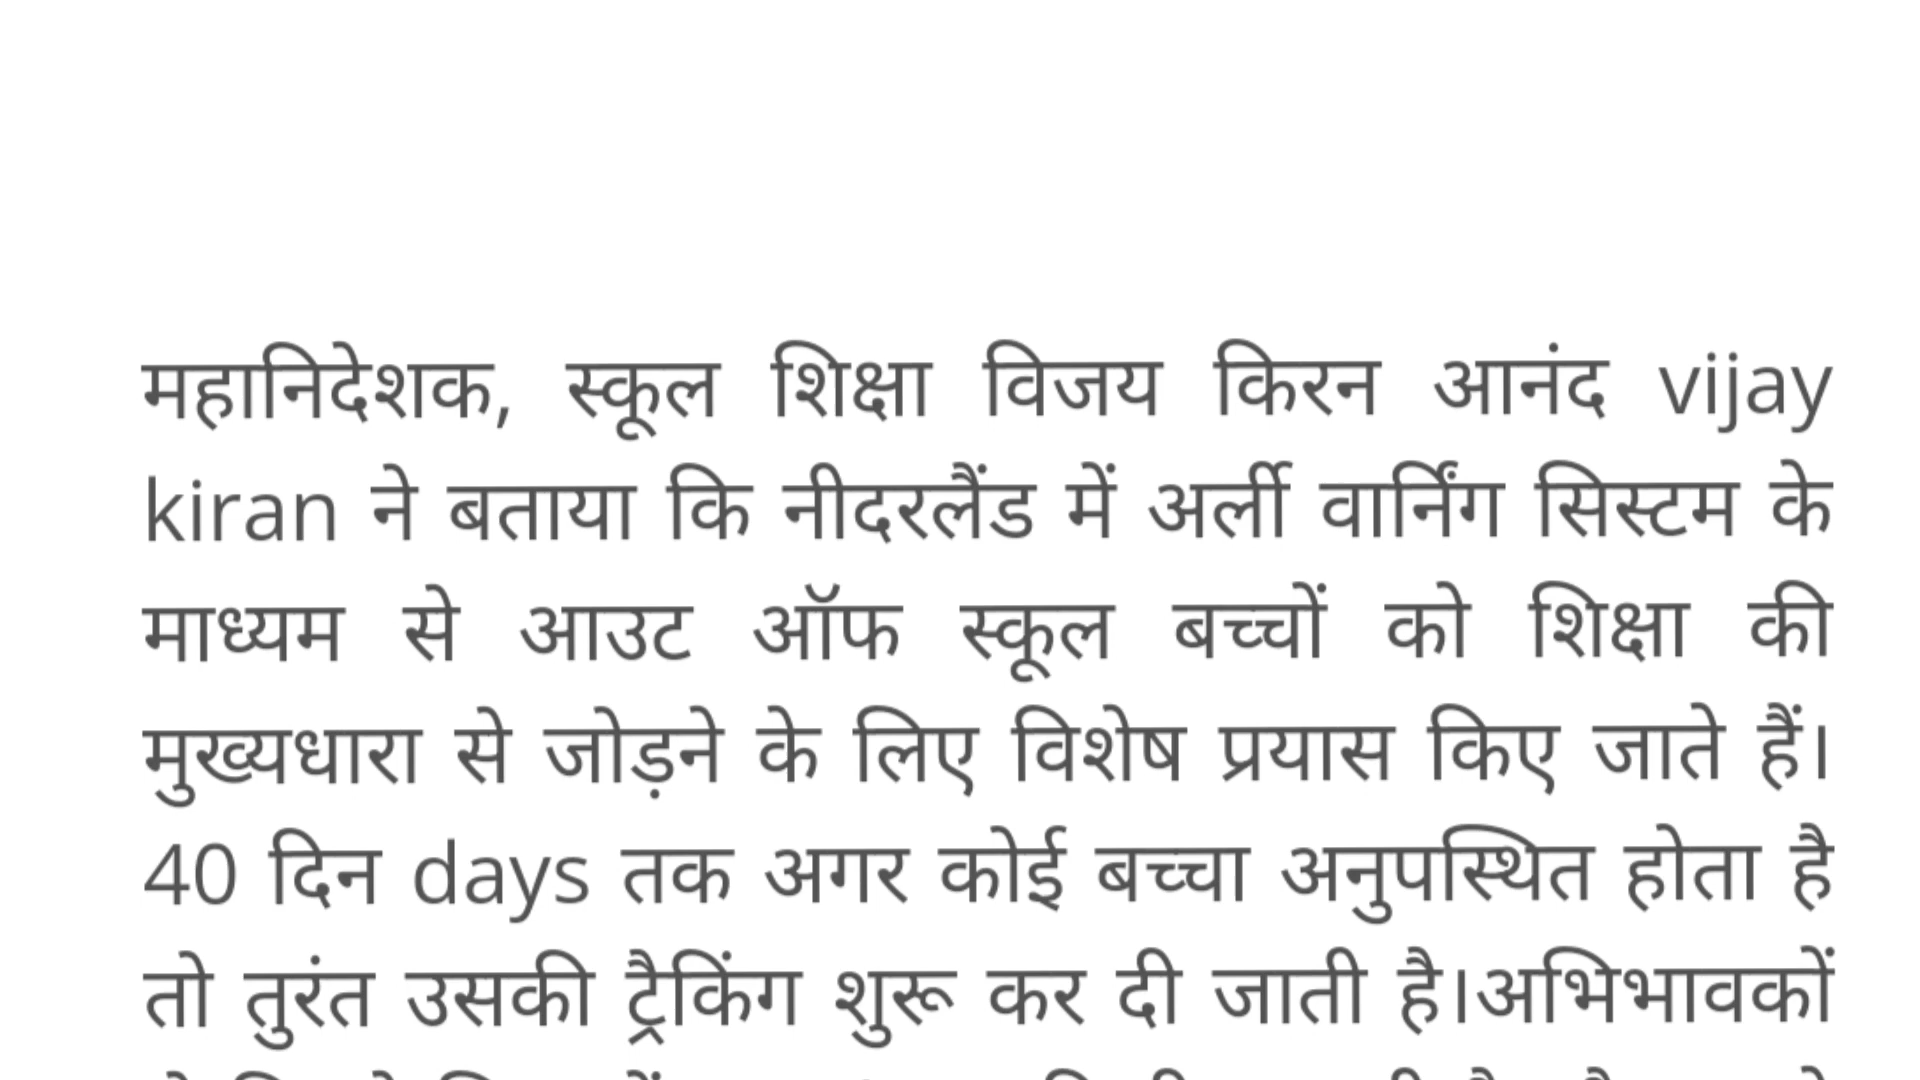 महानिदेशक, स्कूल शिक्षा विजय किरन आनंद vijay
kiran ने बताया कि नीदरलैंड में अर्ली वार्निंग सिस्टम के
माध्यम से आउट ऑफ स्कूल बच्चों को शिक्षा की
मुख्यधारा से जोड़ने के लिए विशेष प्रयास किए जाते हैं।
40 दिन days तक अगर कोई बच्चा अनुपस्थित होता है
तो तुरंत उसकी ट्रैकिंग शुरू कर दी जाती है।अभिभावकों